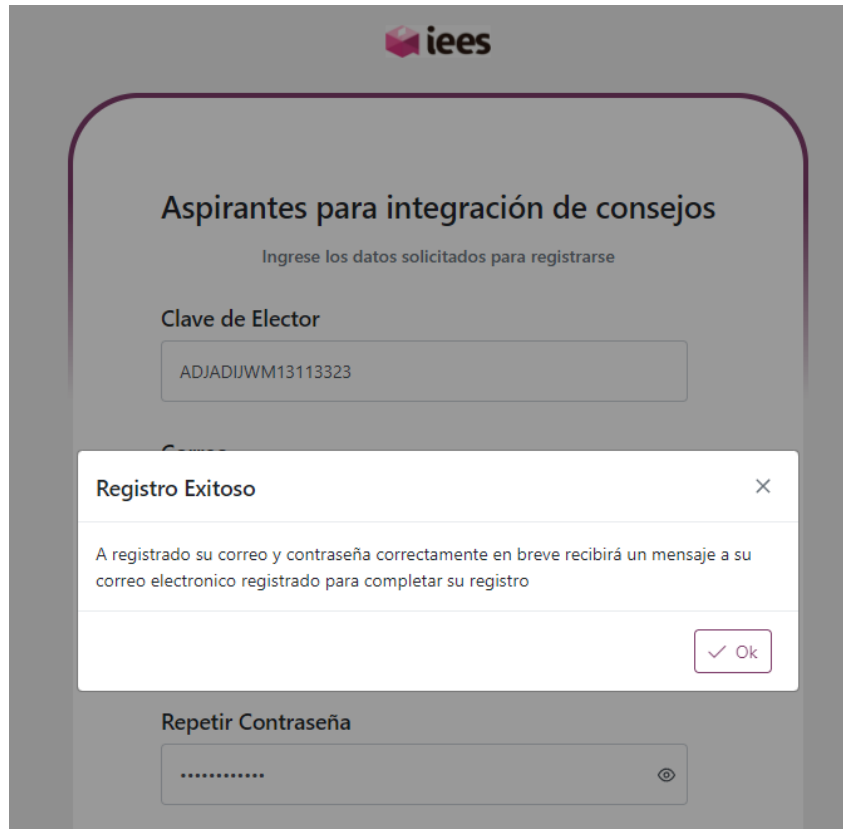 iees
Aspirantes para integración de consejos
Ingrese los datos solicitados para registrarse
Clave de Elector
ADJADIJWM13113323
Registro Exitoso
A registrado su correo y contraseña correctamente en breve recibirá un mensaje a su
correo electronico registrado para completar su registro
Ok
Repetir Contraseña
••••••••••••